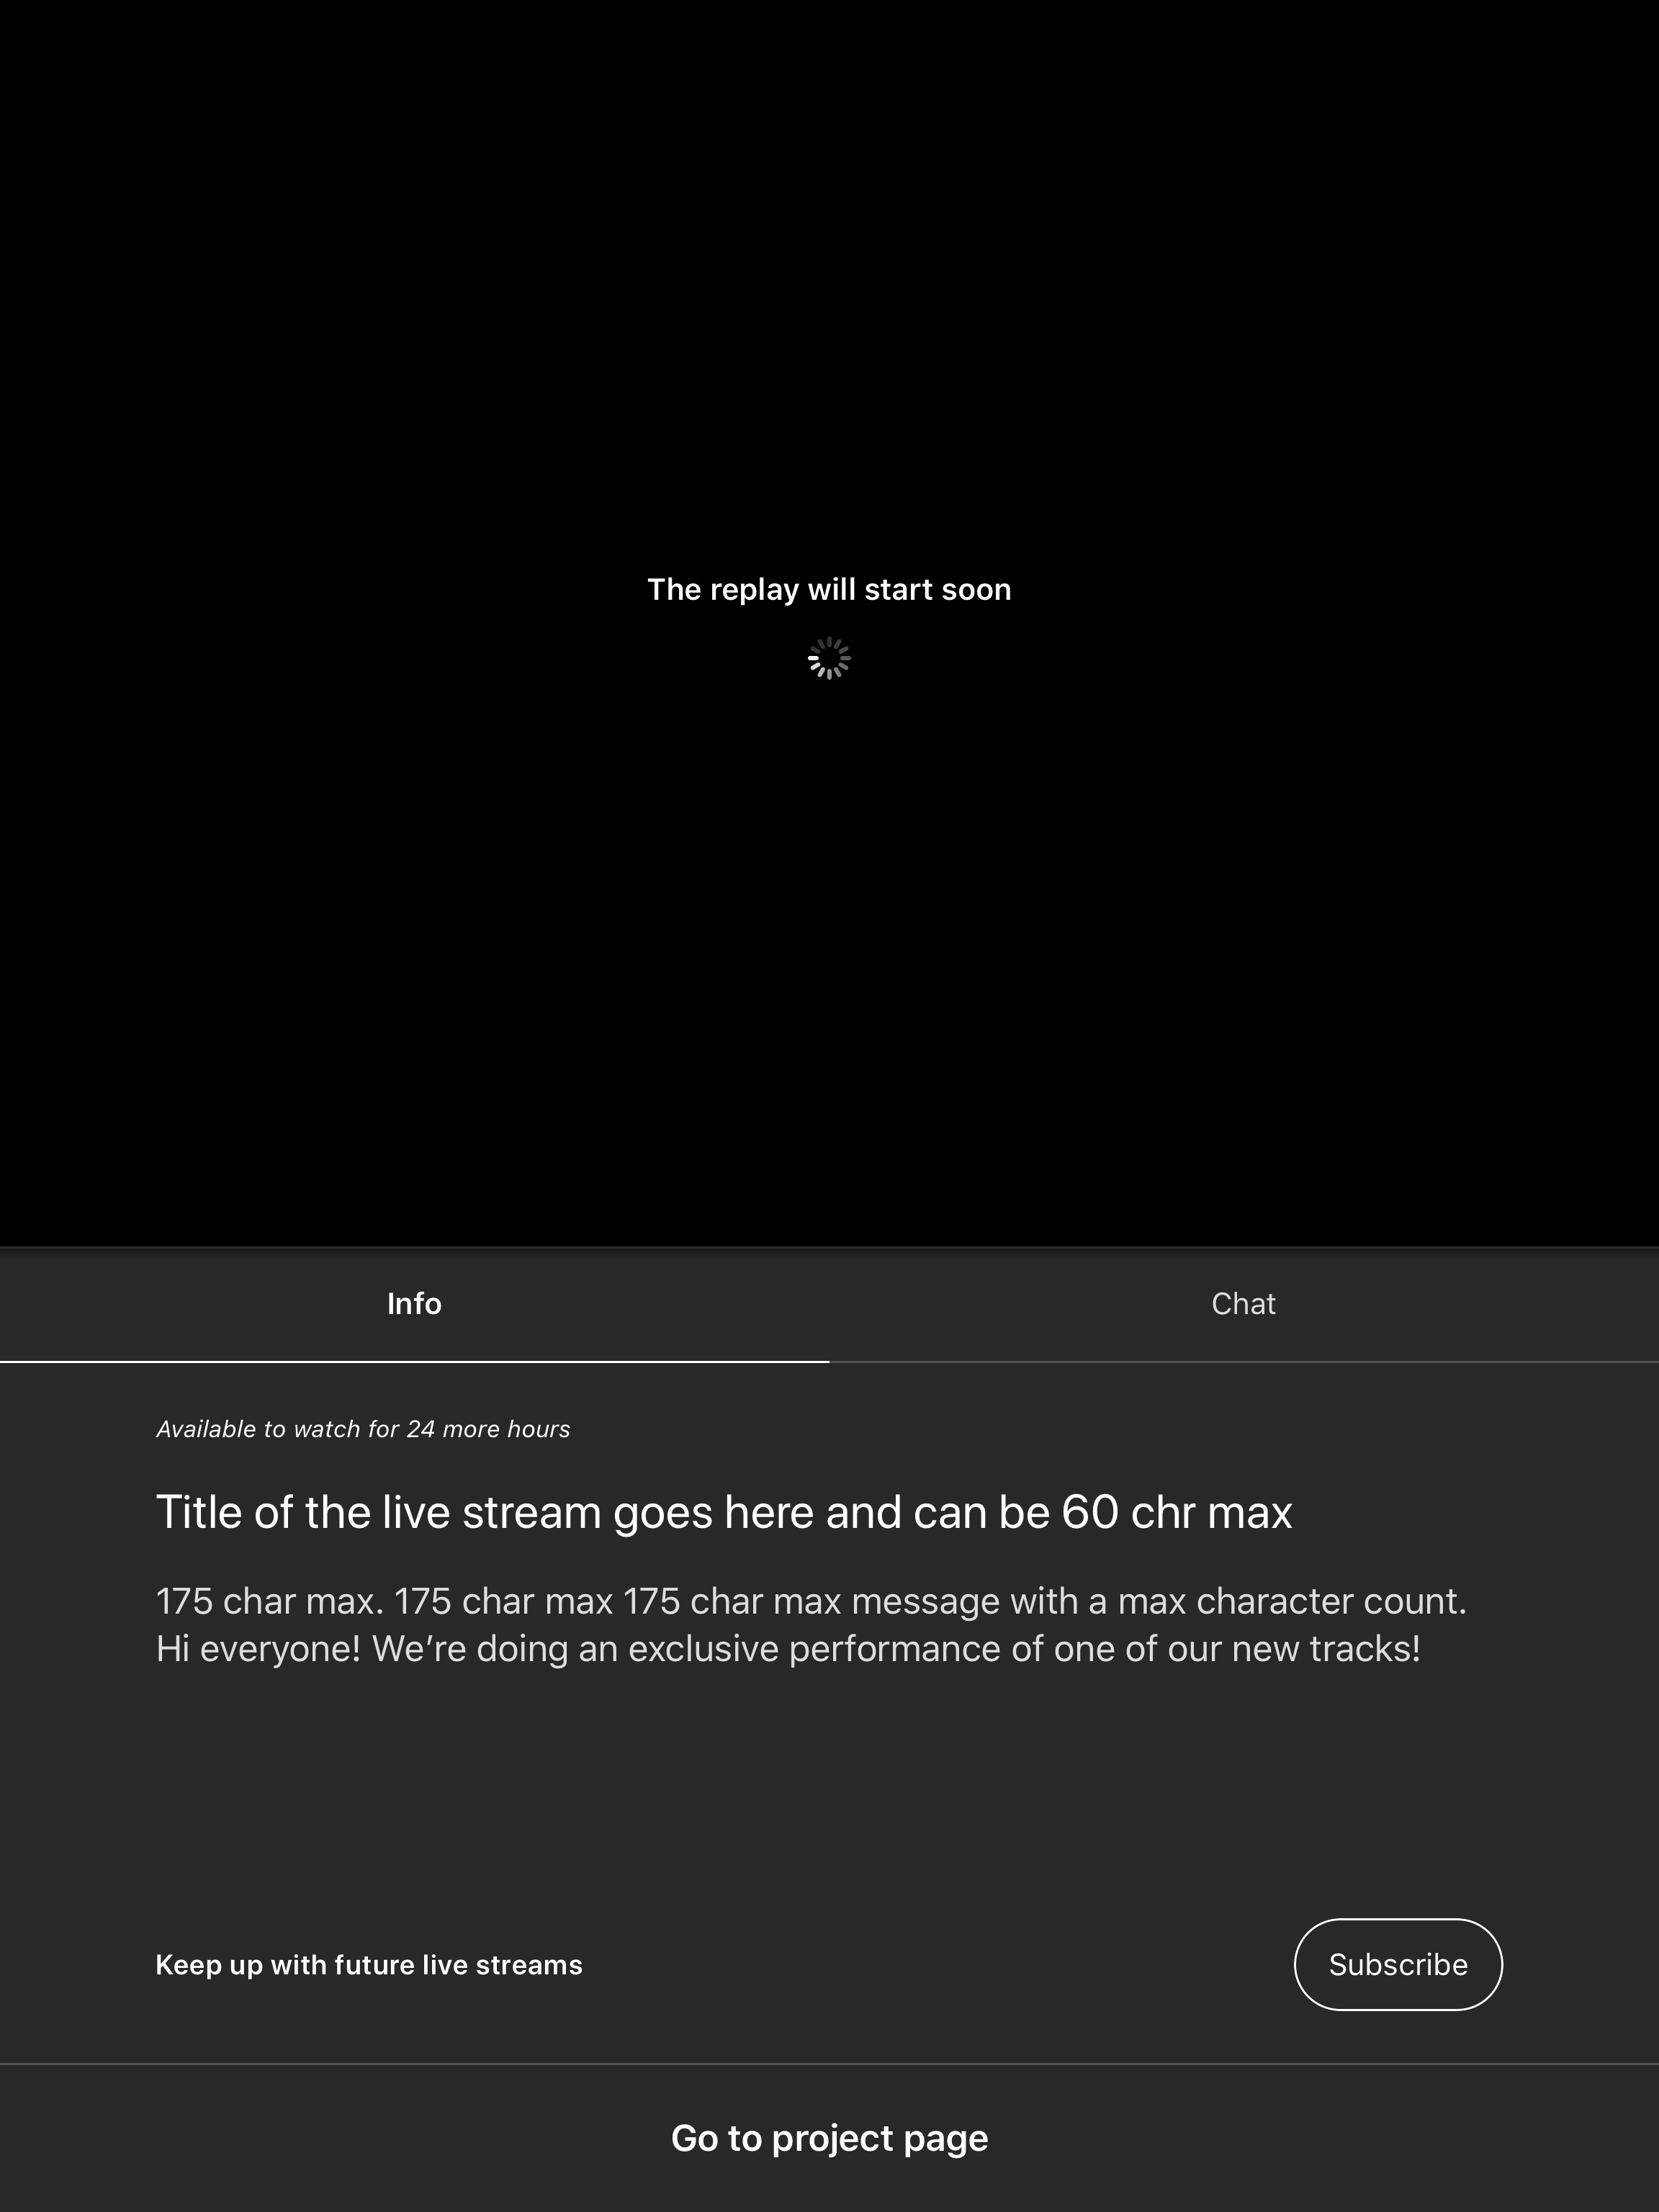 The replay will start soon
Info
Chat
Available to watch for 24 more hours
Title of the live stream goes here and can be 60 chr max
175 char max. 175 char max 175 char max message with a max character count.
Hi everyone! We’re doing an exclusive performance of one of our new tracks!
Keep up with future live streams
Subscribe
Go to project page